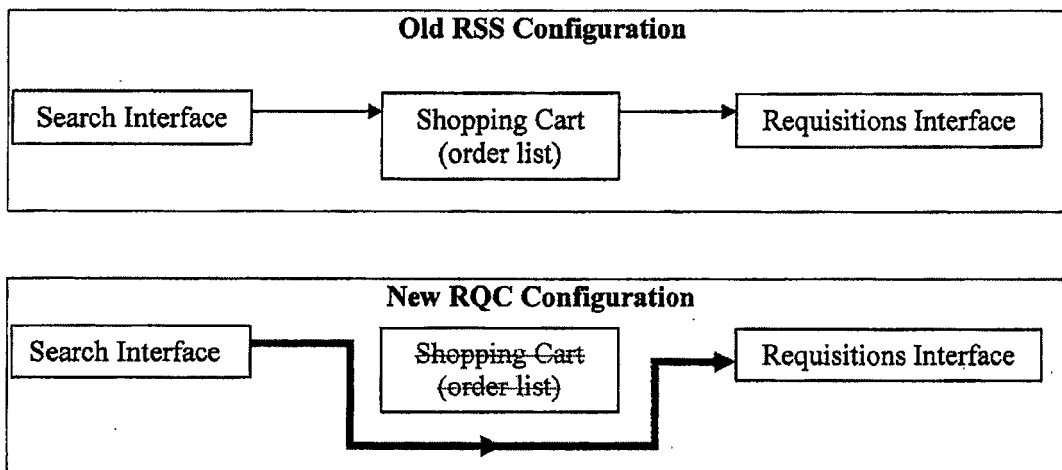 Old RSS Configuration
Search Interface
Shopping Cart
(order list)
Requisitions Interface
New RQC Configuration
Search Interface
Shopping Cart
(order list)
Requisitions Interface